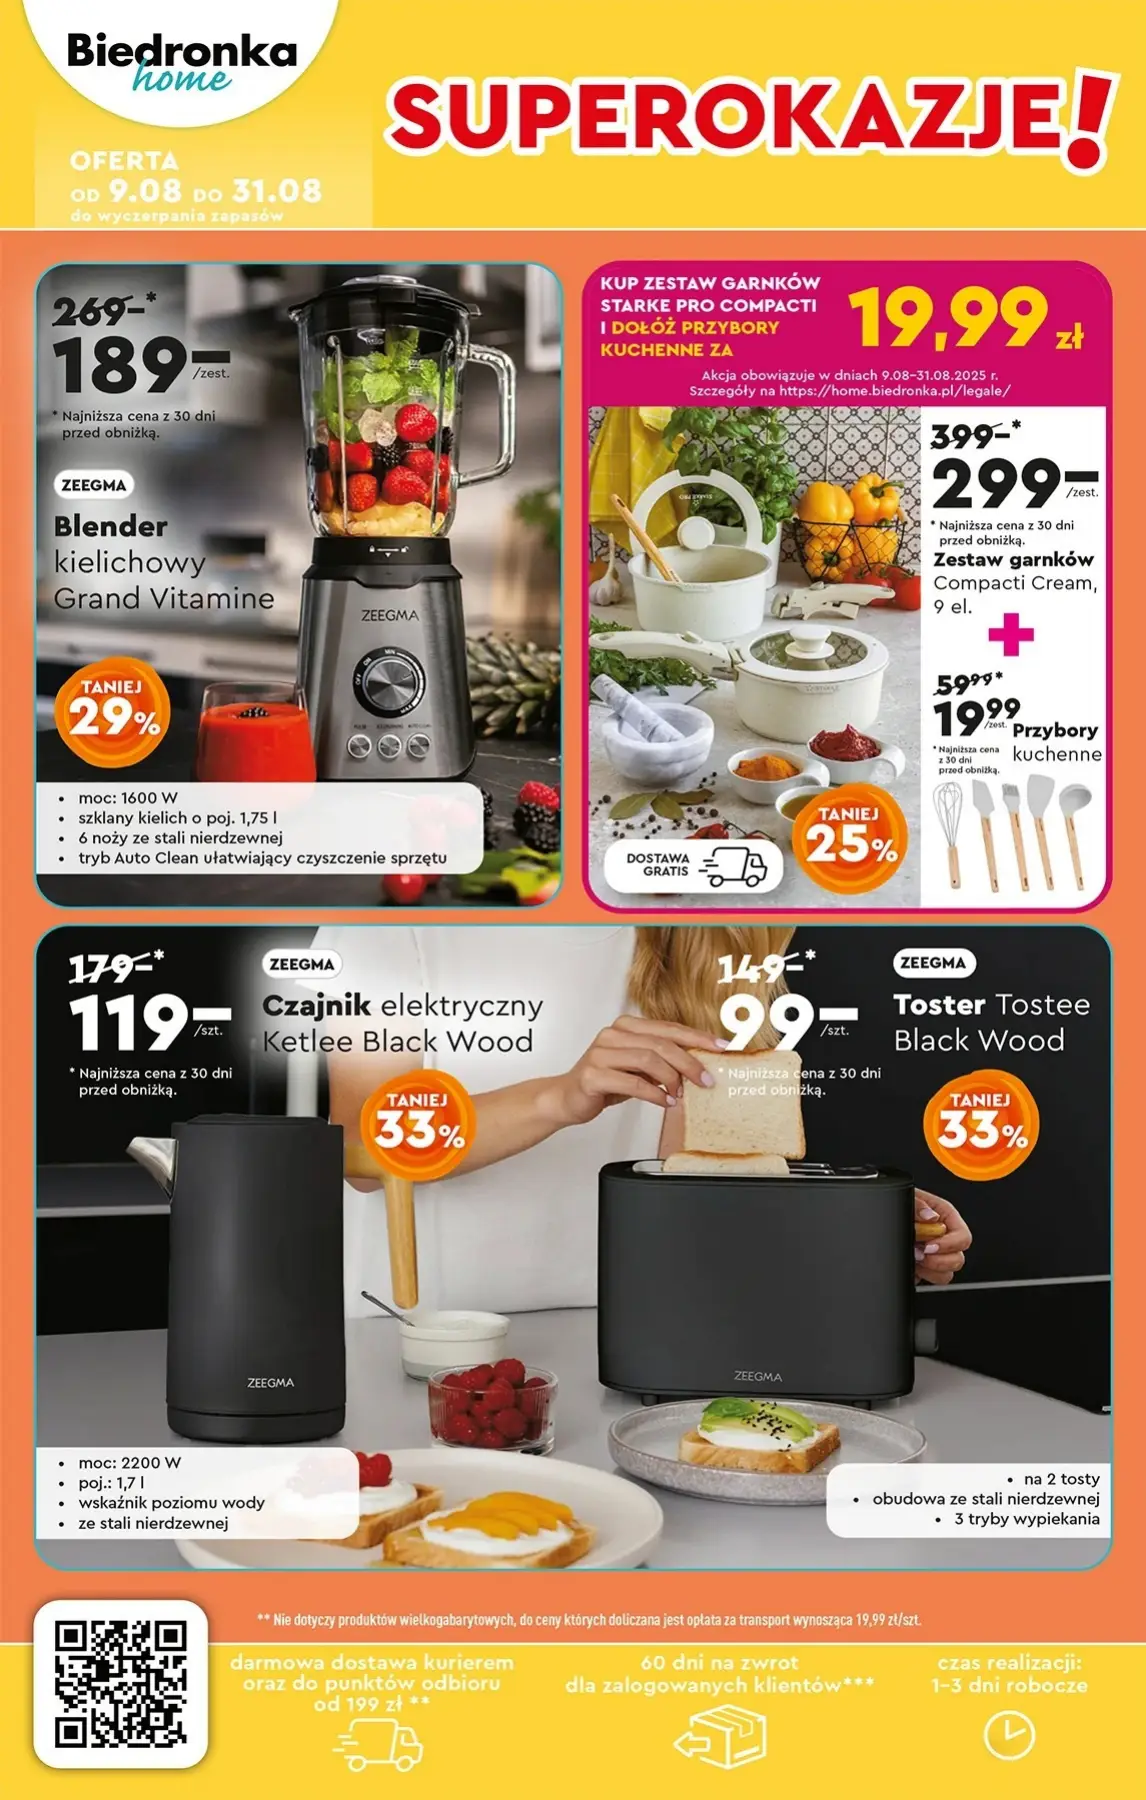 Biedronka
home
SUPEROKAZJE!
OFERTA
OD 9.08 DO 31.08
do wyczerpania zapasów
269-*
189-
/zest.
* Najniższa cena z 30 dni
przed obniżką.
ZEEGMA
Blender
kielichowy
Grand Vitamine
ZEEGMA
OFF
ON
MIN
MAX
TANIEJ
29%
• moc: 1600 W
• szklany kielich o poj. 1,75 l
• 6 noży ze stali nierdzewnej
• tryb Auto Clean ułatwiający czyszczenie sprzętu
KUP ZESTAW GARNKÓW
STARKE PRO COMPACTI
I DOŁÓŻ PRZYBORY
KUCHENNE ZA
19,99 zł
Akcja obowiązuje w dniach 9.08-31.08.2025 r.
Szczegóły na https://home.biedronka.pl/legale/
399-*
299-
/zest.
* Najniższa cena z 30 dni
przed obniżką.
Zestaw garnków
Compacti Cream,
9 el.
+
59⁹⁹*
19⁹⁹
/zest.
* Najniższa cena
z 30 dni
przed obniżką.
Przybory
kuchenne
DOSTAWA
GRATIS
TANIEJ
25%
179-*
119-
/szt.
* Najniższa cena z 30 dni
przed obniżką.
ZEEGMA
Czajnik elektryczny
Ketlee Black Wood
TANIEJ
33%
149-*
99-
/szt.
* Najniższa cena z 30 dni
przed obniżką.
ZEEGMA
Toster Tostee
Black Wood
TANIEJ
33%
ZEEGMA
ZEEGMA
• moc: 2200 W
• poj.: 1,7 l
• wskaźnik poziomu wody
• ze stali nierdzewnej
• na 2 tosty
• obudowa ze stali nierdzewnej
• 3 tryby wypiekania
** Nie dotyczy produktów wielkogabarytowych, do ceny których doliczana jest opłata za transport wynosząca 19,99 zł/szt.
darmowa dostawa kurierem
oraz do punktów odbioru
od 199 zł **
60 dni na zwrot
dla zalogowanych klientów***
czas realizacji:
1-3 dni robocze